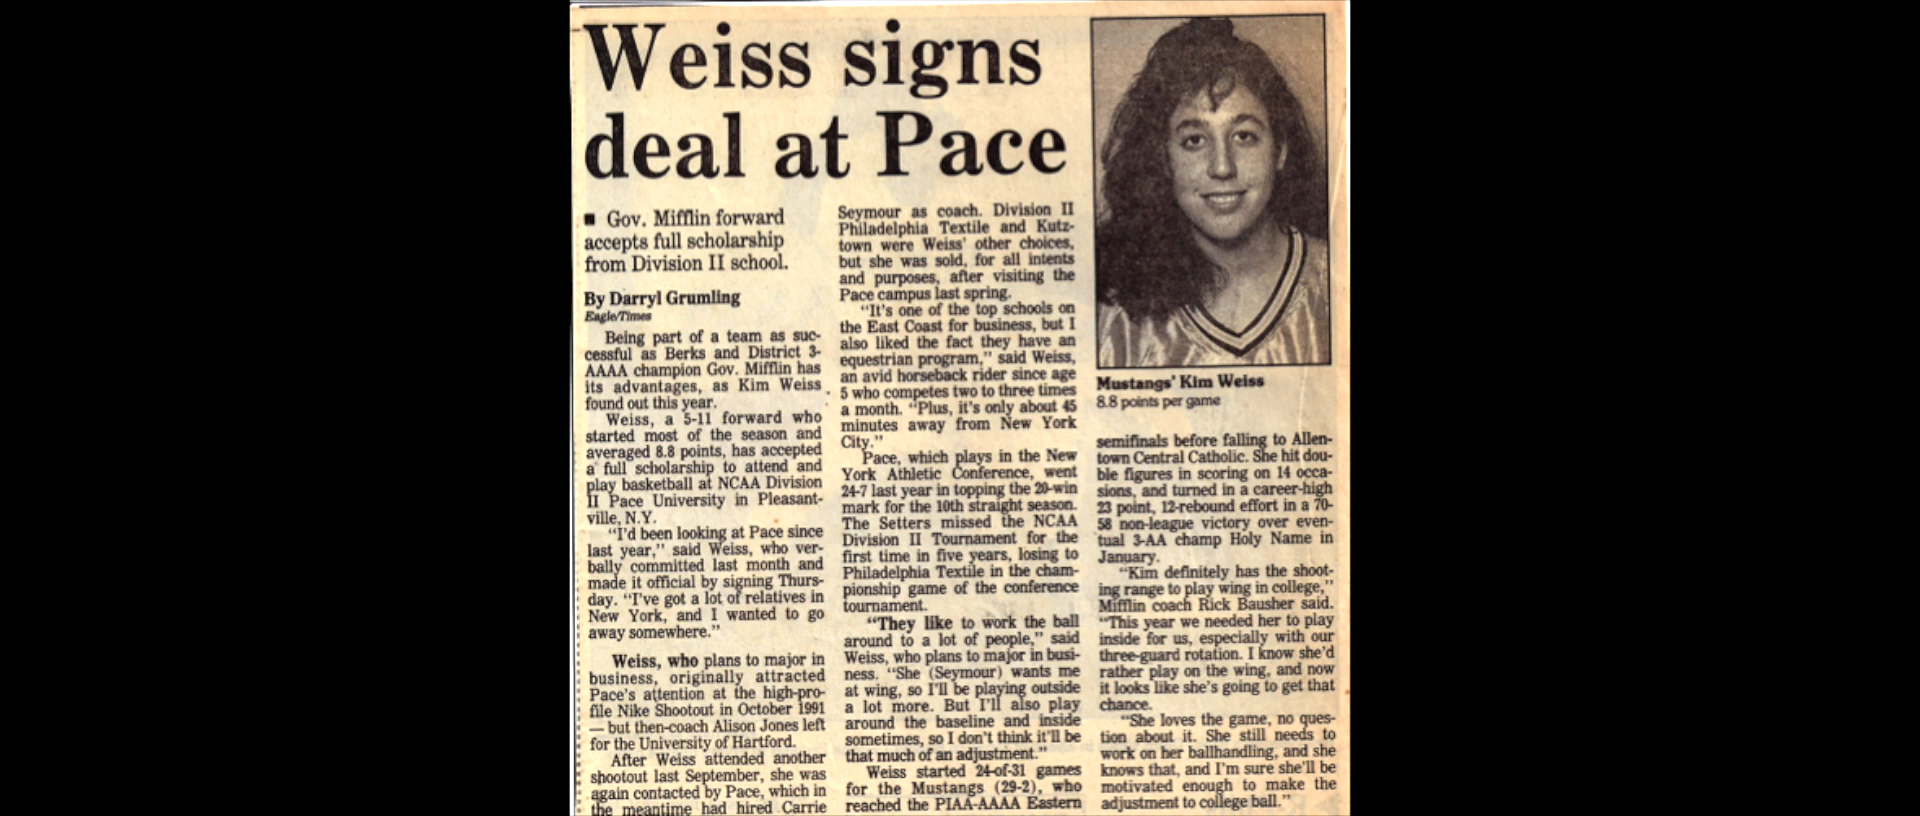 Weiss signs
deal at Pace
■ Gov. Mifflin forward
accepts full scholarship
from Division II school.
By Darryl Grumling
Eagle/Times
Being part of a team as suc-
cessful as Berks and District 3-
AAAA champion Gov. Mifflin has
its advantages, as Kim Weiss
found out this year.
Weiss, a 5-11 forward who
started most of the season and
averaged 8.8 points, has accepted
a full scholarship to attend and
play basketball at NCAA Division
II Pace University in Pleasant-
ville, N.Y.
"I'd been looking at Pace since
last year," said Weiss, who ver-
bally committed last month and
made it official by signing Thurs-
day. "I've got a lot of relatives in
New York, and I wanted to go
away somewhere."
Weiss, who plans to major in
business, originally attracted
Pace's attention at the high-pro-
file Nike Shootout in October 1991
— but then-coach Alison Jones left
for the University of Hartford.
After Weiss attended another
shootout last September, she was
again contacted by Pace, which in
the meantime had hired Carrie
Seymour as coach. Division II
Philadelphia Textile and Kutz-
town were Weiss' other choices,
but she was sold, for all intents
and purposes, after visiting the
Pace campus last spring.
"It's one of the top schools on
the East Coast for business, but I
also liked the fact they have an
equestrian program," said Weiss,
an avid horseback rider since age
5 who competes two to three times
a month. "Plus, it's only about 45
minutes away from New York
City."
Pace, which plays in the New
York Athletic Conference, went
24-7 last year in topping the 20-win
mark for the 10th straight season.
The Setters missed the NCAA
Division II Tournament for the
first time in five years, losing to
Philadelphia Textile in the cham-
pionship game of the conference
tournament.
"They like to work the ball
around to a lot of people," said
Weiss, who plans to major in busi-
ness. "She (Seymour) wants me
at wing, so I'll be playing outside
a lot more. But I'll also play
around the baseline and inside
sometimes, so I don't think it'll be
that much of an adjustment."
Weiss started 24-of-31 games
for the Mustangs (29-2), who
reached the PIAA-AAAA Eastern
Mustangs' Kim Weiss
8.8 points per game
semifinals before falling to Allen-
town Central Catholic. She hit dou-
ble figures in scoring on 14 occa-
sions, and turned in a career-high
23 point, 12-rebound effort in a 70-
58 non-league victory over even-
tual 3-AA champ Holy Name in
January.
"Kim definitely has the shoot-
ing range to play wing in college,"
Mifflin coach Rick Bausher said.
"This year we needed her to play
inside for us, especially with our
three-guard rotation. I know she'd
rather play on the wing, and now
it looks like she's going to get that
chance.
"She loves the game, no ques-
tion about it. She still needs to
work on her ballhandling, and she
knows that, and I'm sure she'll be
motivated enough to make the
adjustment to college ball."